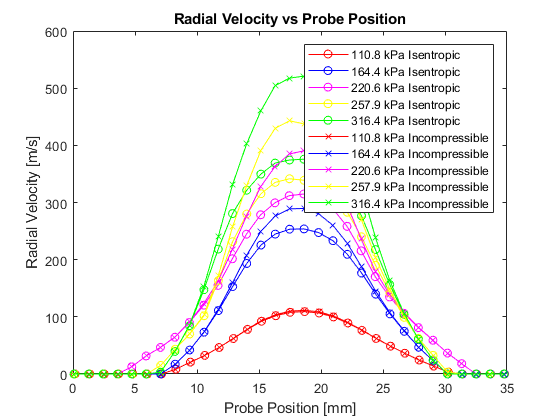 Radial Velocity vs Probe Position
600
500
400
300
200
100
0
Radial Velocity [m/s]
110.8 kPa Isentropic
164.4 kPa Isentropic
220.6 kPa Isentropic
257.9 kPa Isentropic
316.4 kPa Isentropic
110.8 kPa Incompressible
164.4 kPa Incompressible
220.6 kPa Incompressible
257.9 kPa Incompressible
316.4 kPa Incompressible
0 5 10 15 20 25 30 35
Probe Position [mm]